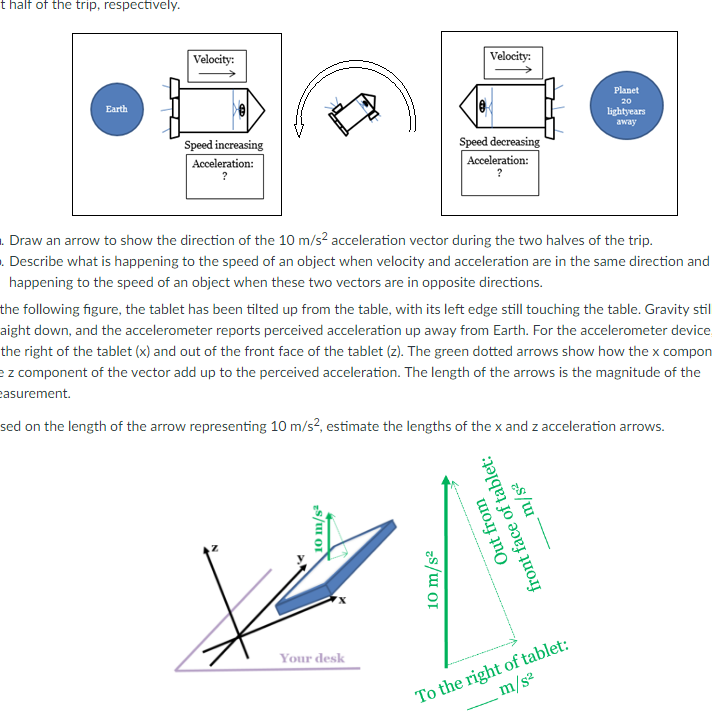 t half of the trip, respectively.
Velocity:
Velocity:
Earth
Planet
20
lightyears
away
Speed increasing
Speed decreasing
Acceleration:
?
Acceleration:
?
. Draw an arrow to show the direction of the 10 m/s² acceleration vector during the two halves of the trip.
. Describe what is happening to the speed of an object when velocity and acceleration are in the same direction and
happening to the speed of an object when these two vectors are in opposite directions.
the following figure, the tablet has been tilted up from the table, with its left edge still touching the table. Gravity stil
aight down, and the accelerometer reports perceived acceleration up away from Earth. For the accelerometer device
the right of the tablet (x) and out of the front face of the tablet (z). The green dotted arrows show how the x compon
e z component of the vector add up to the perceived acceleration. The length of the arrows is the magnitude of the
easurement.
sed on the length of the arrow representing 10 m/s², estimate the lengths of the x and z acceleration arrows.
10 m/s²
z
y
x
Your desk
10 m/s²
Out from
front face of tablet:
___ m/s²
To the right of tablet:
___ m/s²